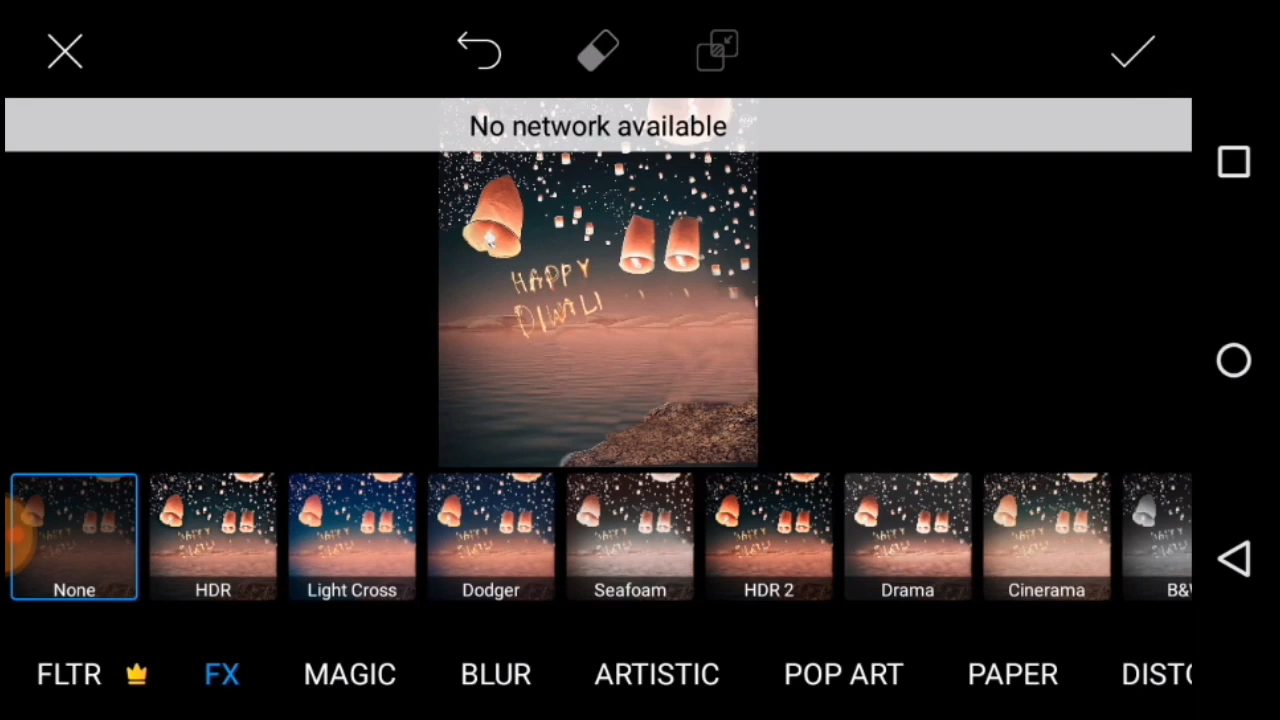 No network available
HAPPY
DIWALI
None
HDR
Light Cross
Dodger
Seafoam
HDR 2
Drama
Cinerama
B&W
FLTR
FX
MAGIC
BLUR
ARTISTIC
POP ART
PAPER
DISTO